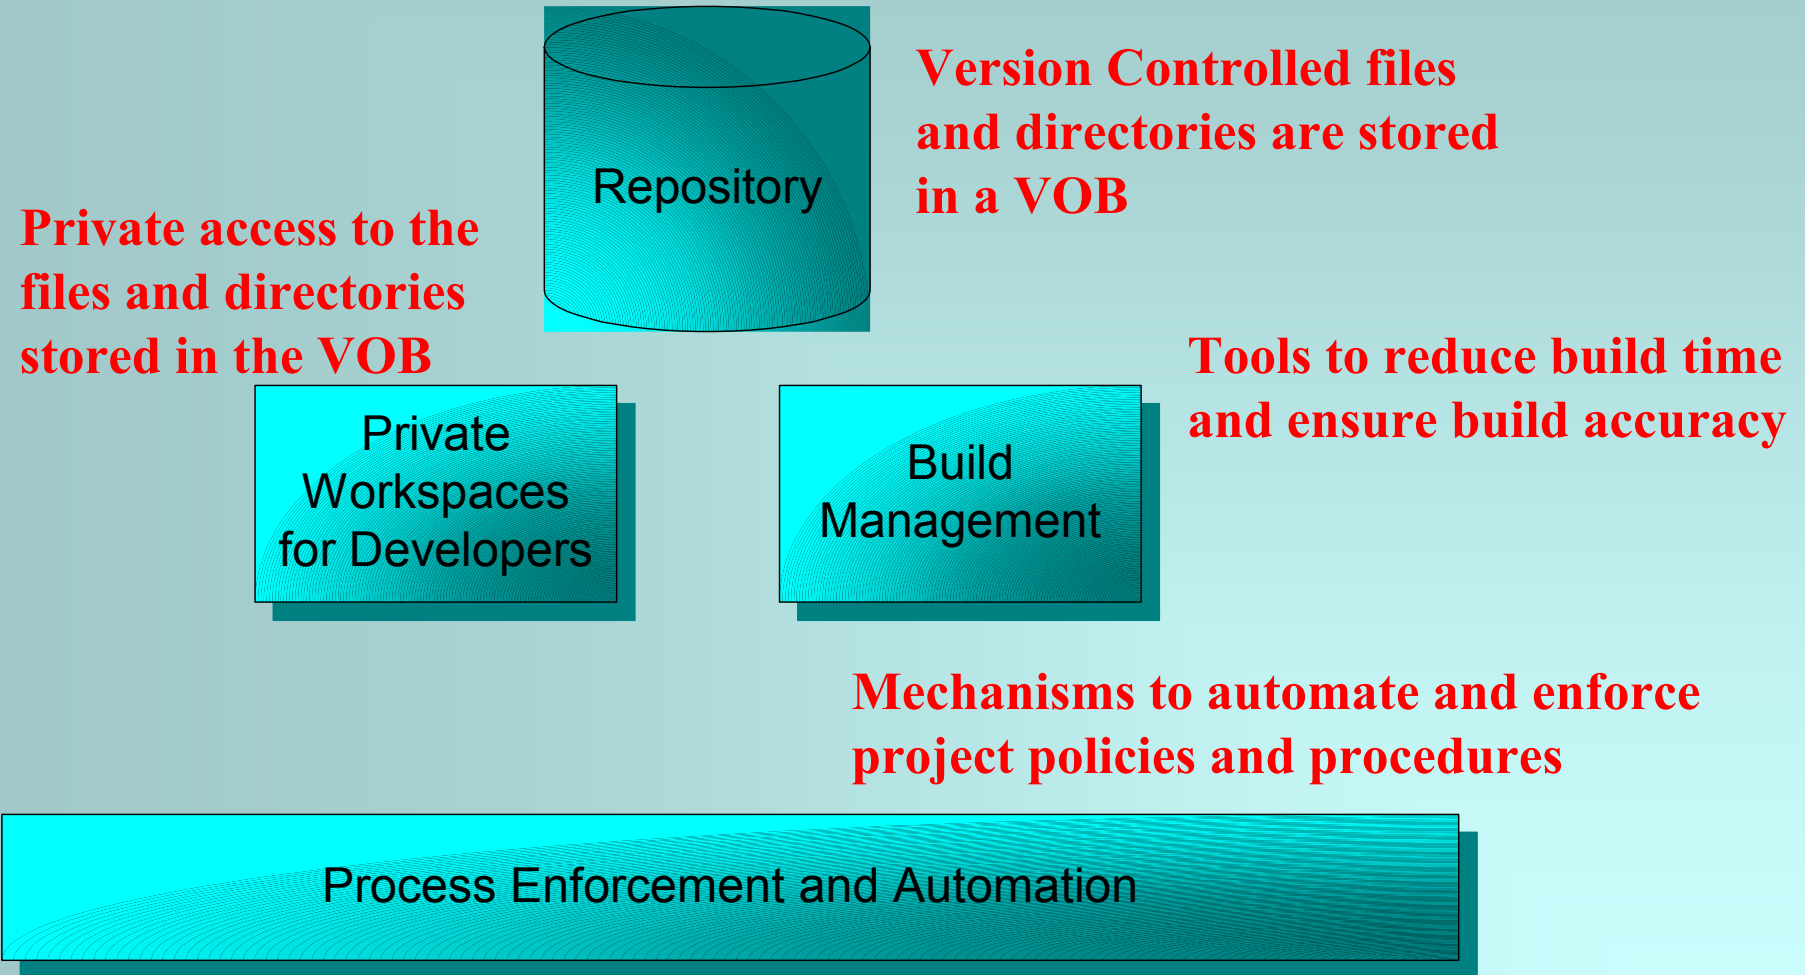 Version Controlled files
and directories are stored
in a VOB
Repository
Private access to the
files and directories
stored in the VOB
Tools to reduce build time
and ensure build accuracy
Private
Workspaces
for Developers
Build
Management
Mechanisms to automate and enforce
project policies and procedures
Process Enforcement and Automation